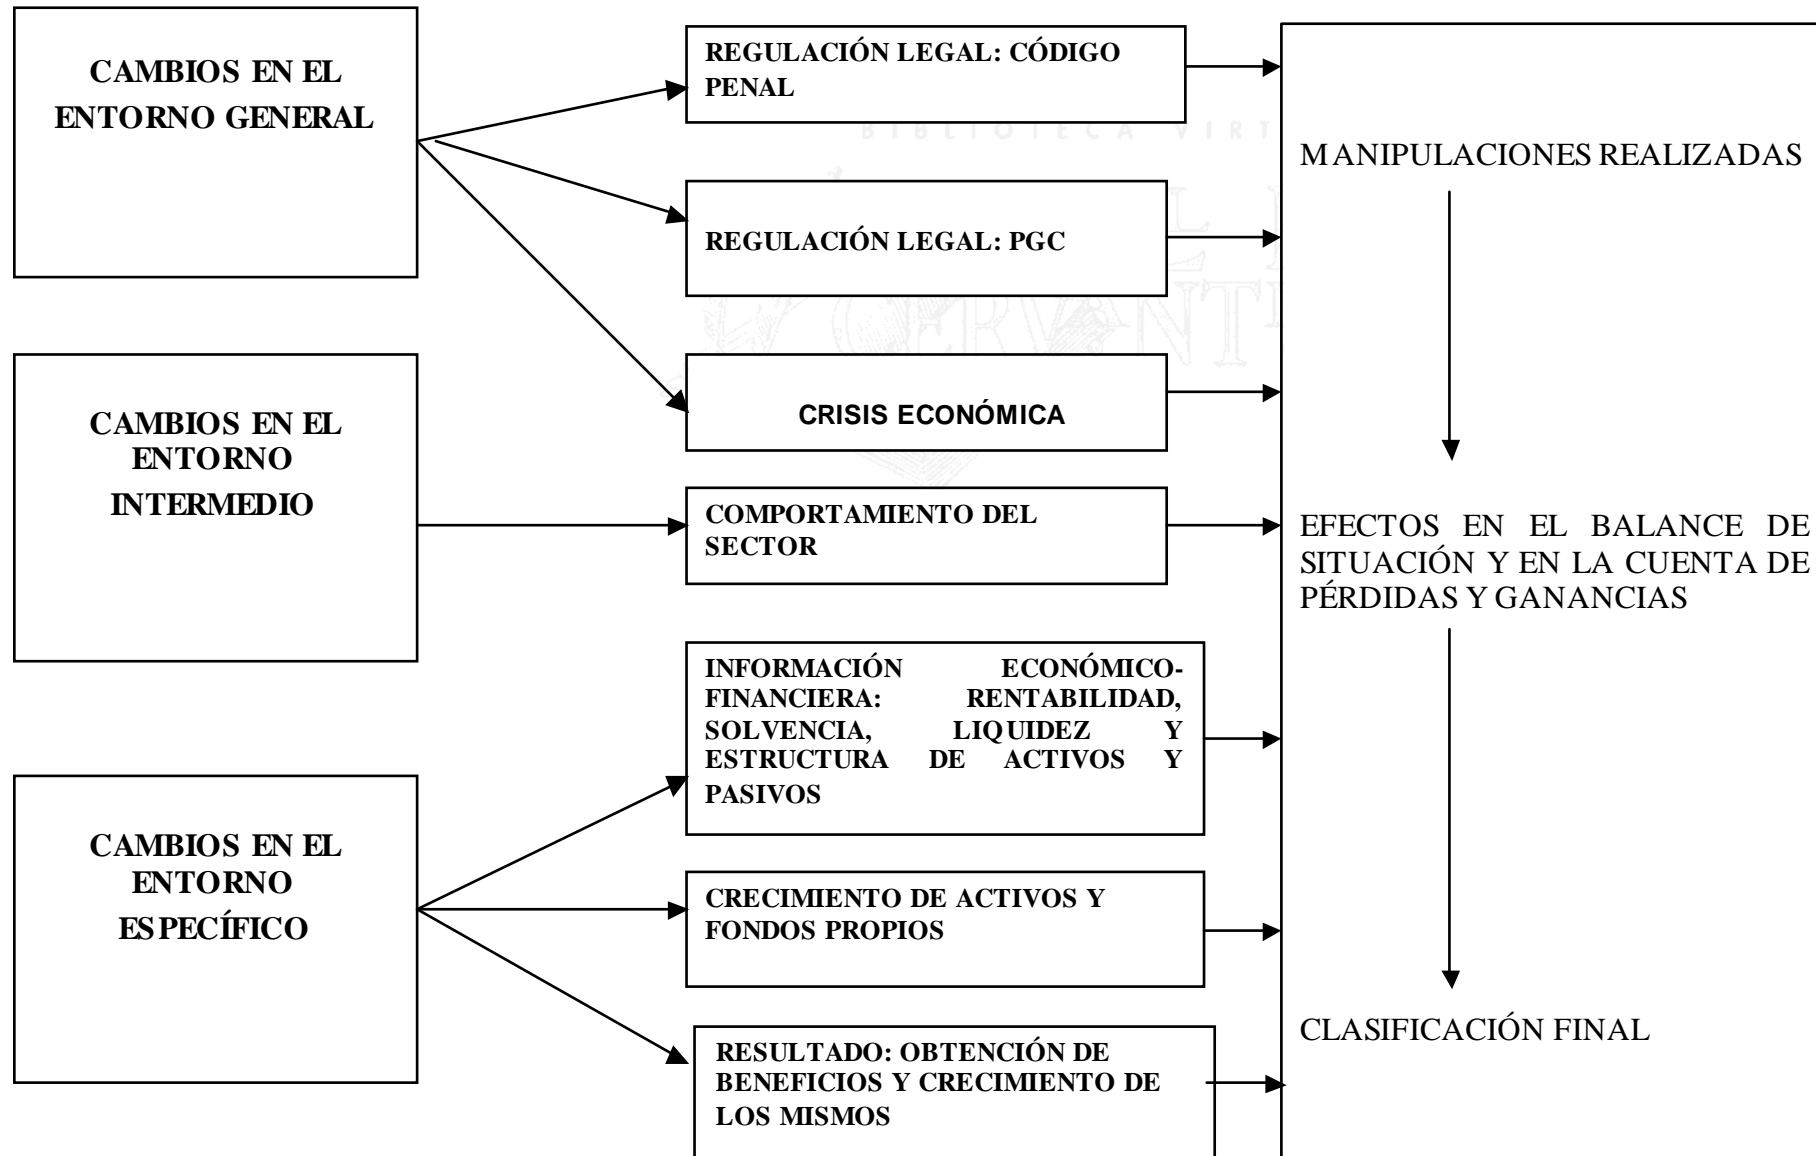 CAMBIOS EN EL
ENTORNO GENERAL
REGULACIÓN LEGAL: CÓDIGO
PENAL
REGULACIÓN LEGAL: PGC
CRISIS ECONÓMICA
CAMBIOS EN EL
ENTORNO
INTERMEDIO
COMPORTAMIENTO DEL
SECTOR
CAMBIOS EN EL
ENTORNO
ESPECÍFICO
INFORMACIÓN ECONÓMICO-
FINANCIERA: RENTABILIDAD,
SOLVENCIA, LIQUIDEZ Y
ESTRUCTURA DE ACTIVOS Y
PASIVOS
CRECIMIENTO DE ACTIVOS Y
FONDOS PROPIOS
RESULTADO: OBTENCIÓN DE
BENEFICIOS Y CRECIMIENTO DE
LOS MISMOS
MANIPULACIONES REALIZADAS
EFECTOS EN EL BALANCE DE
SITUACIÓN Y EN LA CUENTA DE
PÉRDIDAS Y GANANCIAS
CLASIFICACIÓN FINAL
BIBLIOTECA VIRT